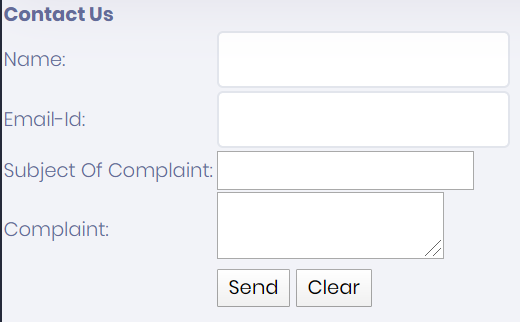 Contact Us
Name:
Email-Id:
Subject Of Complaint:
Complaint:
Send Clear